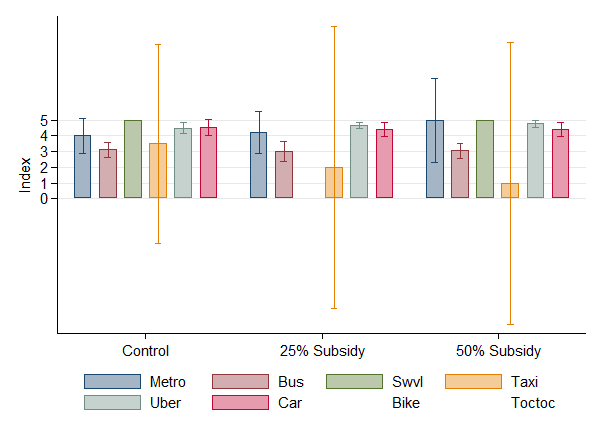 Index
5
4
3
2
1
0
Control 25% Subsidy 50% Subsidy
Metro Bus Swvl Taxi
Uber Car Bike Toctoc